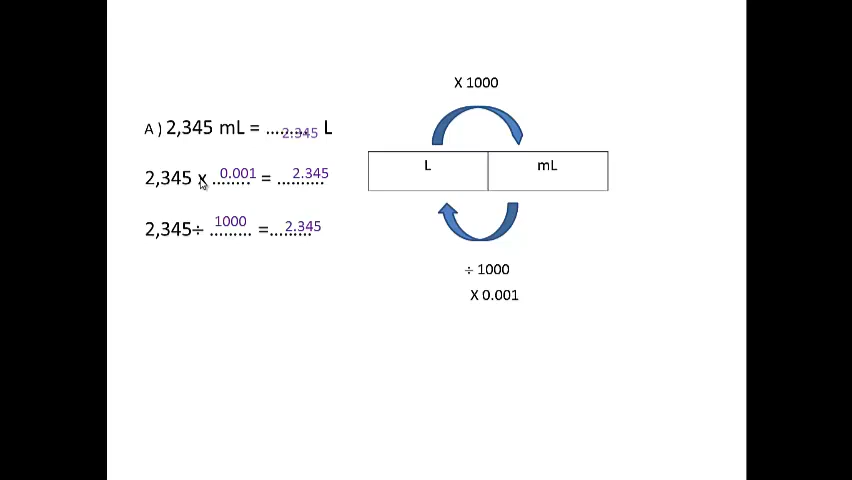 X 1000
A ) 2,345 mL = ..2.345.. L
L mL
2,345 x ..0.001.. = ..2.345..
2,345÷ ..1000.. =..2.345..
÷ 1000
X 0.001